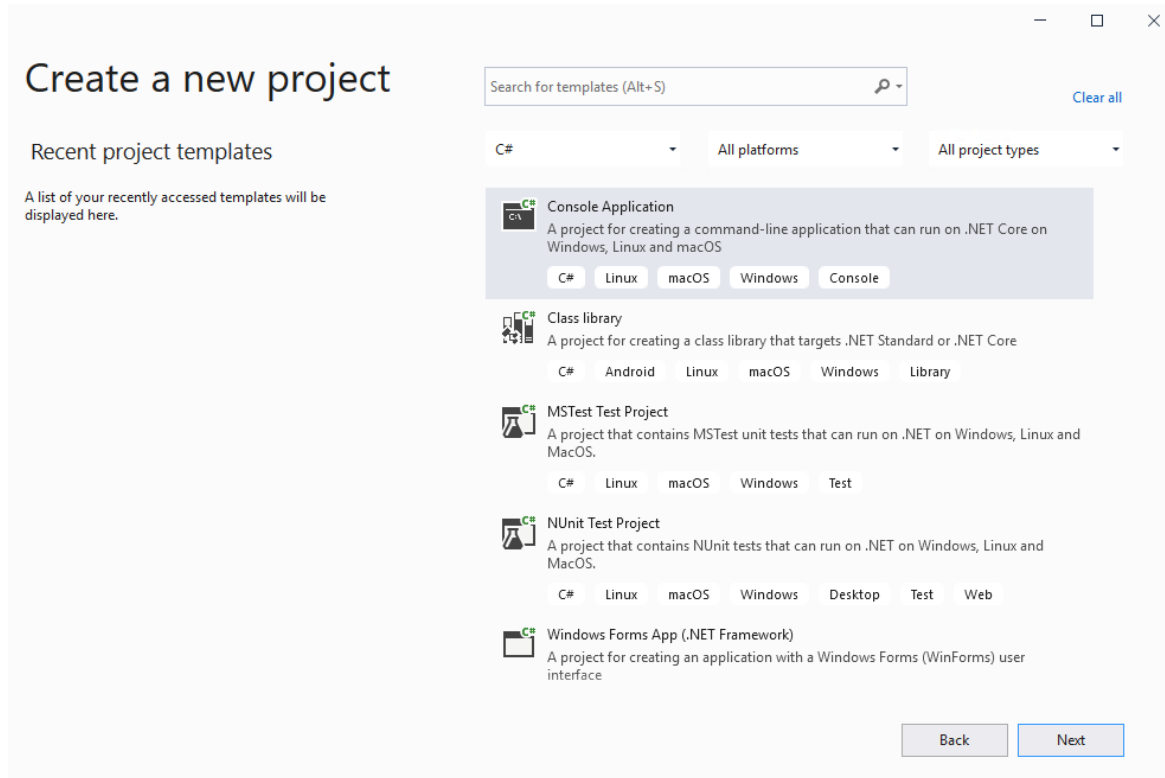 Create a new project
Search for templates (Alt+S)
Clear all
Recent project templates
A list of your recently accessed templates will be
displayed here.
C#
All platforms
All project types
C#
C:\
Console Application
A project for creating a command-line application that can run on .NET Core on
Windows, Linux and macOS
C# Linux macOS Windows Console
C#
Class library
A project for creating a class library that targets .NET Standard or .NET Core
C# Android Linux macOS Windows Library
C#
MSTest Test Project
A project that contains MSTest unit tests that can run on .NET on Windows, Linux and
MacOS.
C# Linux macOS Windows Test
C#
NUnit Test Project
A project that contains NUnit tests that can run on .NET on Windows, Linux and
MacOS.
C# Linux macOS Windows Desktop Test Web
C#
Windows Forms App (.NET Framework)
A project for creating an application with a Windows Forms (WinForms) user
interface
Back
Next